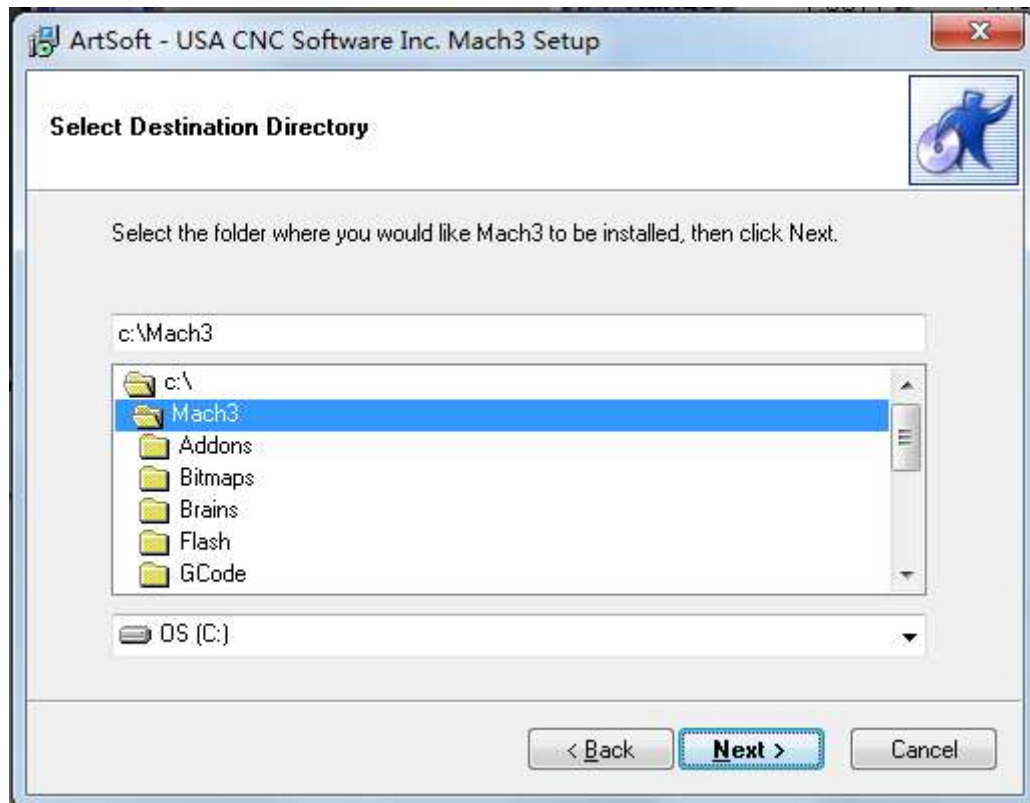 ArtSoft - USA CNC Software Inc. Mach3 Setup
Select Destination Directory
Select the folder where you would like Mach3 to be installed, then click Next.
c:\Mach3
c:\
Mach3
Addons
Bitmaps
Brains
Flash
GCode
OS (C:)
< Back
Next >
Cancel